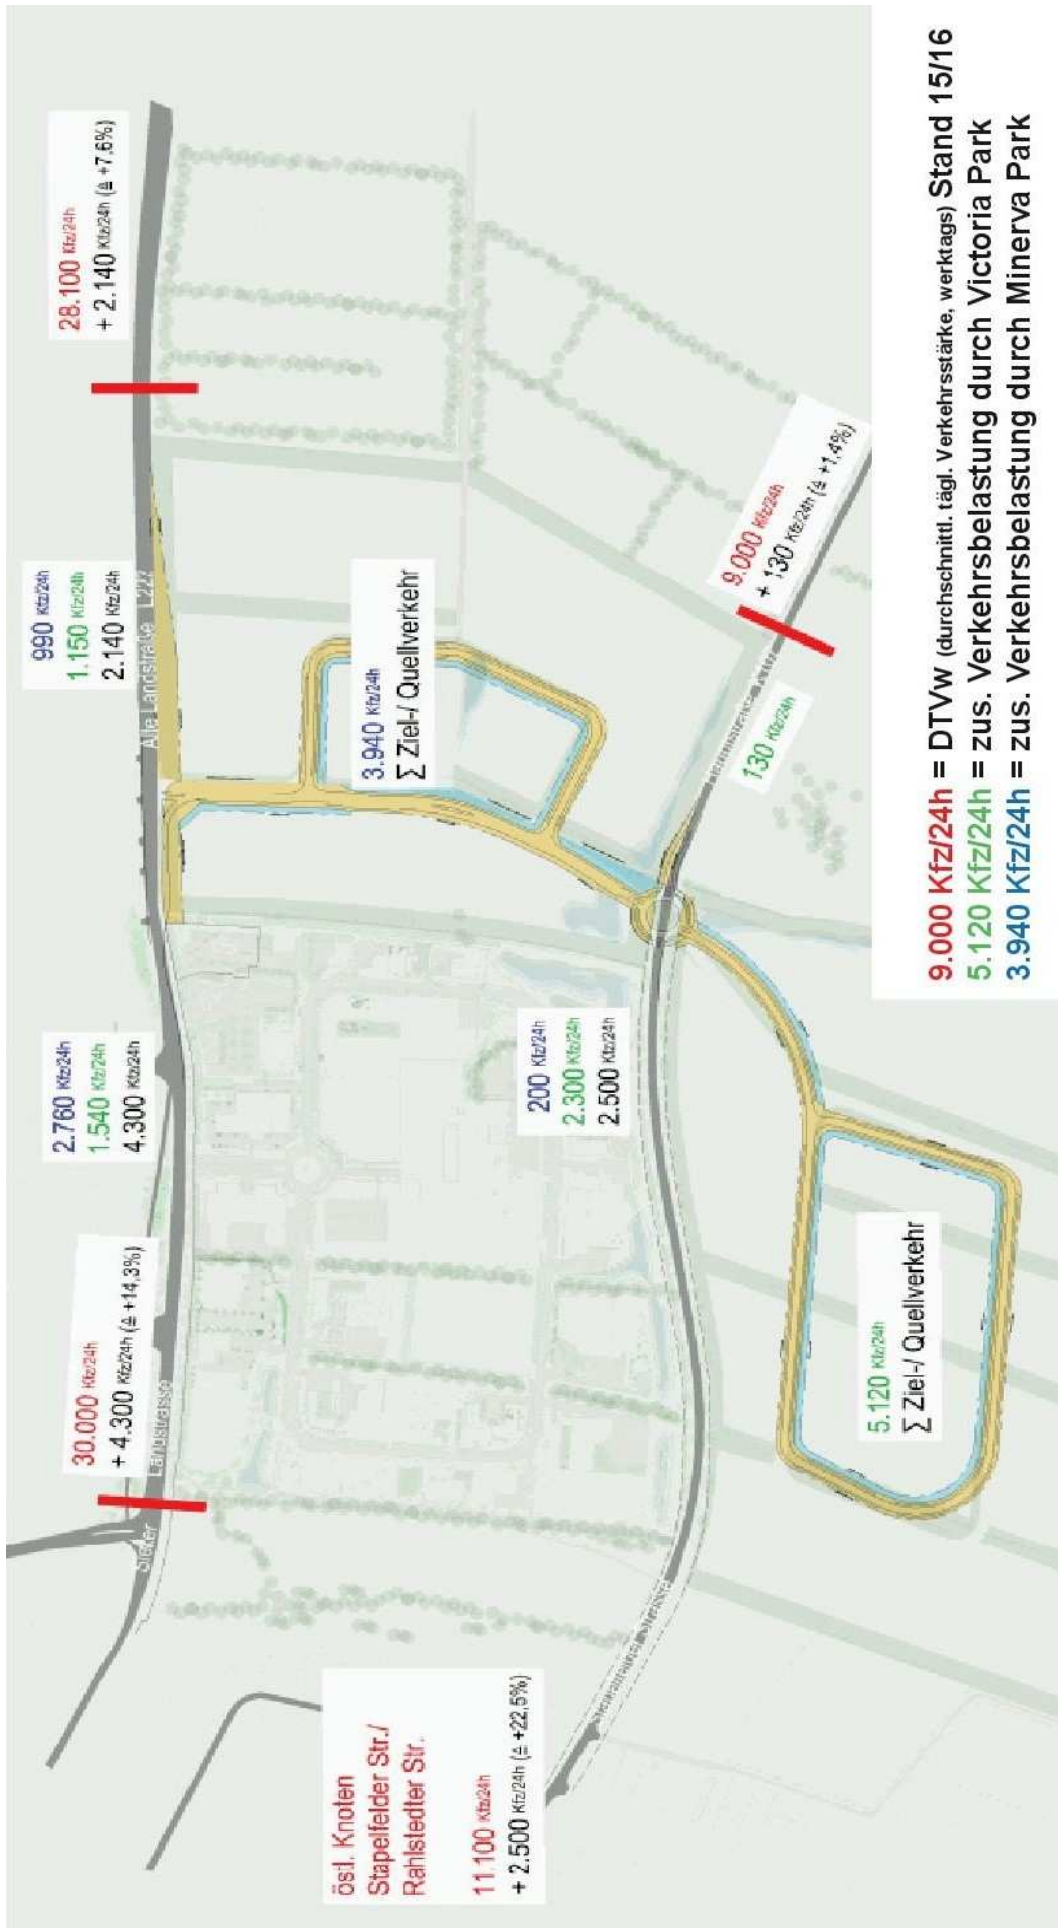 30.000 Kfz/24h
+ 4.300 Kfz/24h (≙ +14,3%)
2.760 Kfz/24h
1.540 Kfz/24h
4.300 Kfz/24h
990 Kfz/24h
1.150 Kfz/24h
2.140 Kfz/24h
28.100 Kfz/24h
+ 2.140 Kfz/24h (≙ +7,6%)
Sieker Landstrasse
Alte Landstraße L222
3.940 Kfz/24h
∑ Ziel-/ Quellverkehr
östl. Knoten
Stapelfelder Str./
Rahlstedter Str.
11.100 Kfz/24h
+ 2.500 Kfz/24h (≙ +22,5%)
200 Kfz/24h
2.300 Kfz/24h
2.500 Kfz/24h
9.000 Kfz/24h
+ 130 Kfz/24h (≙ +1,4%)
130 Kfz/24h
5.120 Kfz/24h
∑ Ziel-/ Quellverkehr
9.000 Kfz/24h = DTVw (durchschnittl. tägl. Verkehrsstärke, werktags) Stand 15/16
5.120 Kfz/24h = zus. Verkehrsbelastung durch Victoria Park
3.940 Kfz/24h = zus. Verkehrsbelastung durch Minerva Park